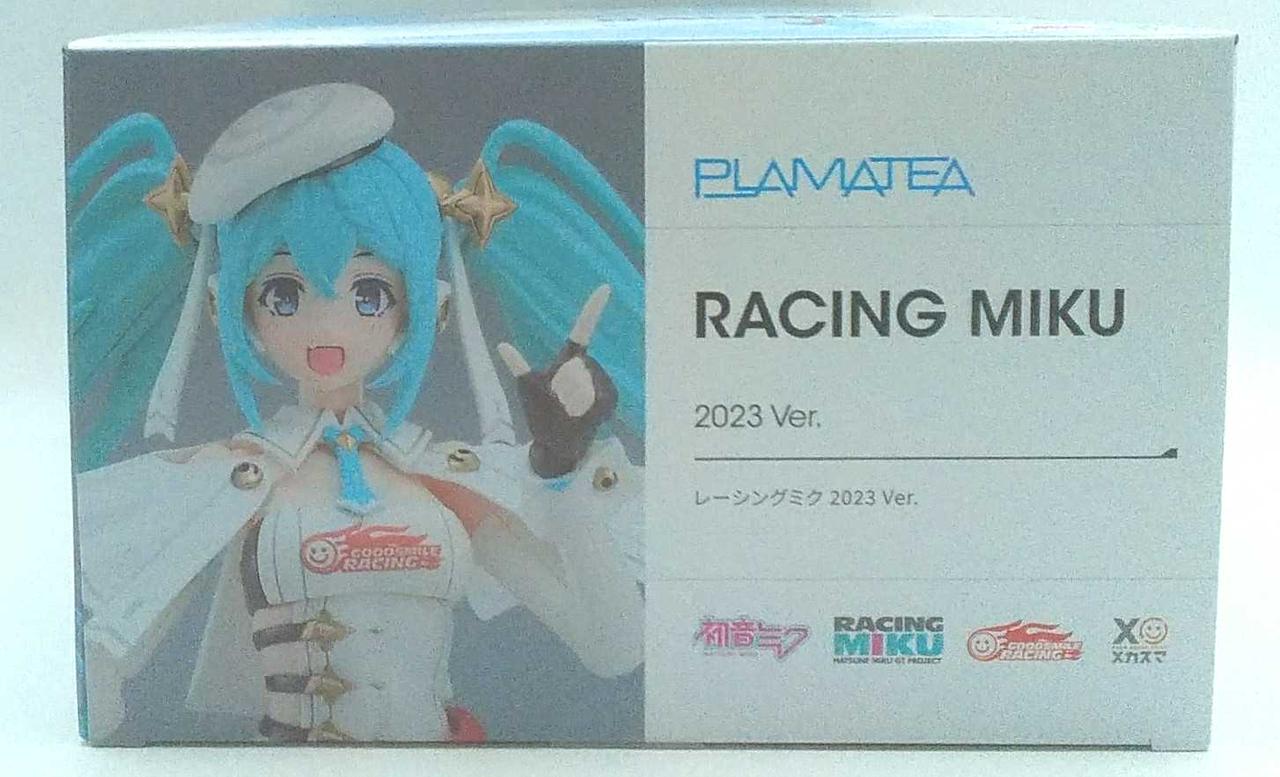 PLAMATEA
RACING MIKU
2023 Ver.
レーシングミク 2023 Ver.
GOODSMILE
RACING
初音ミク
RACING
MIKU
HATSUNE MIKU GT PROJECT
GOODSMILE
RACING
メカスマ